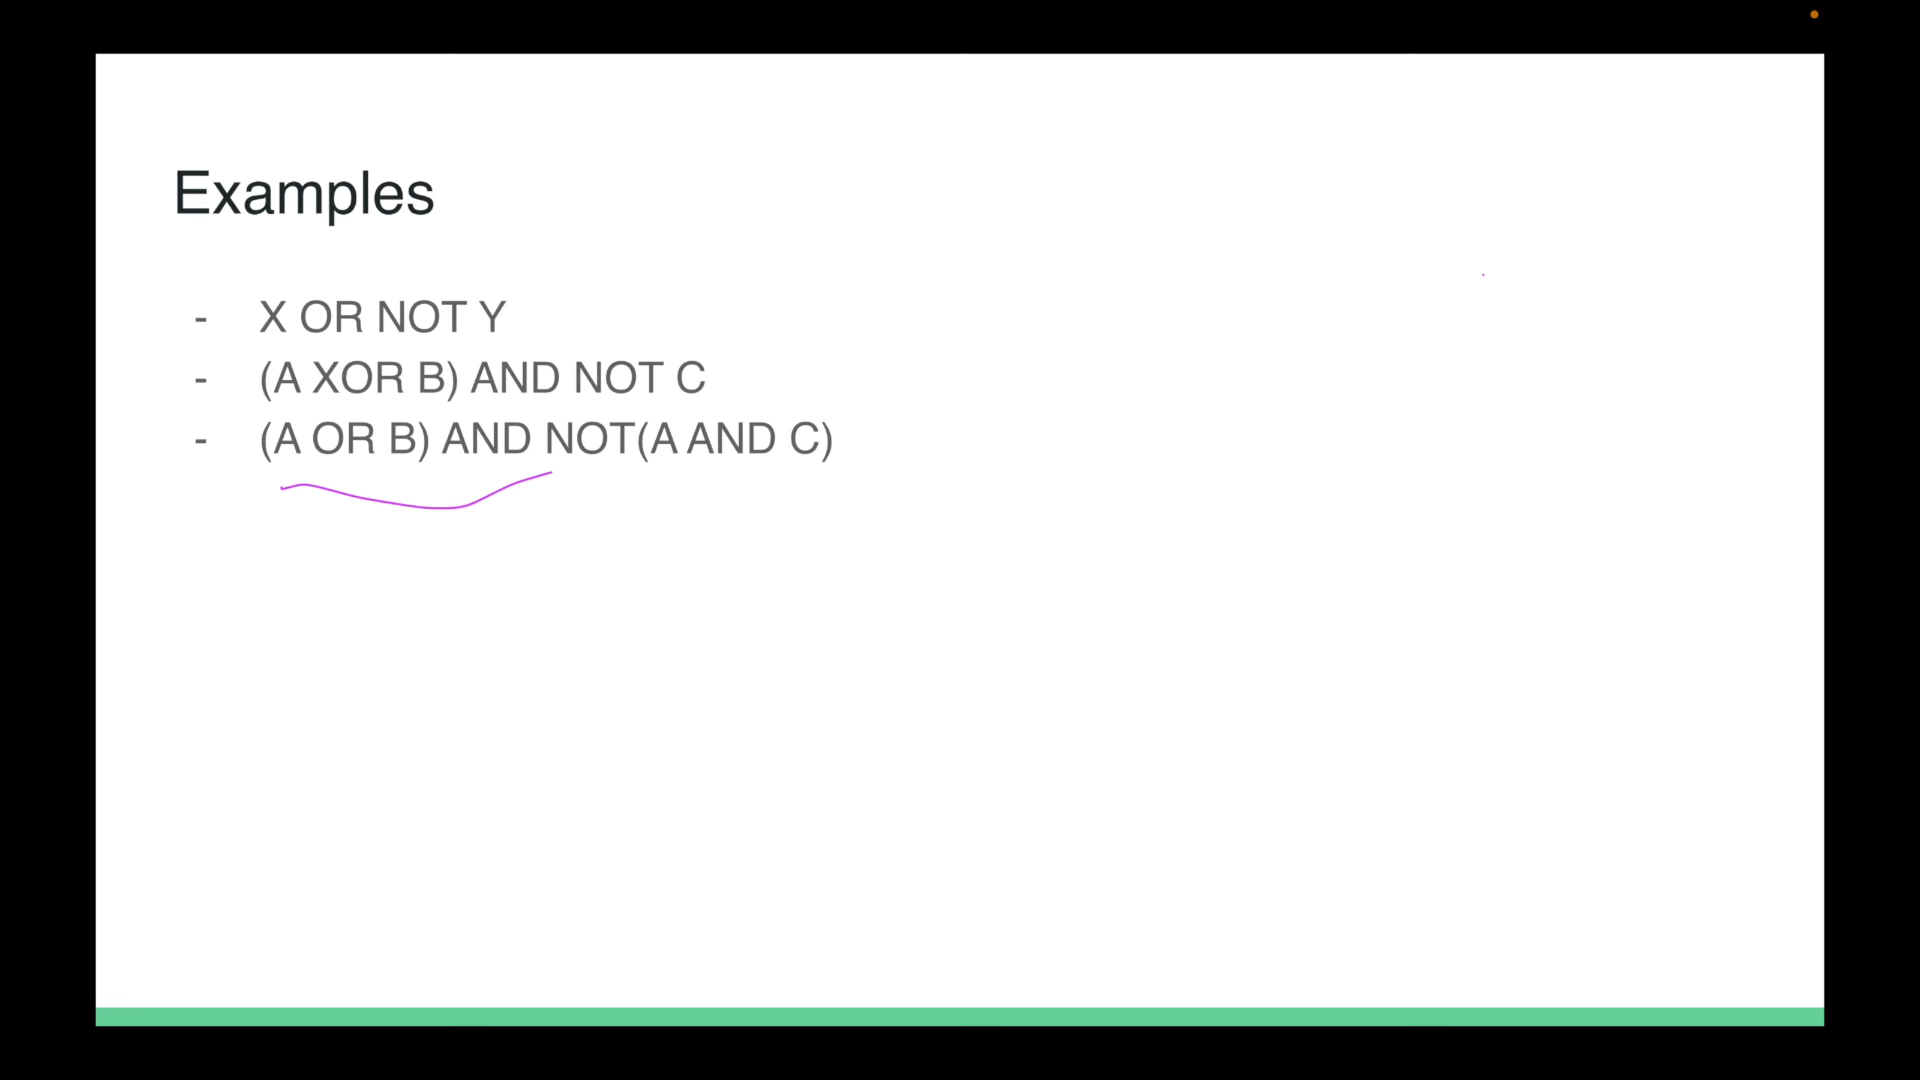 Examples
- X OR NOT Y
- (A XOR B) AND NOT C
- (A OR B) AND NOT(A AND C)